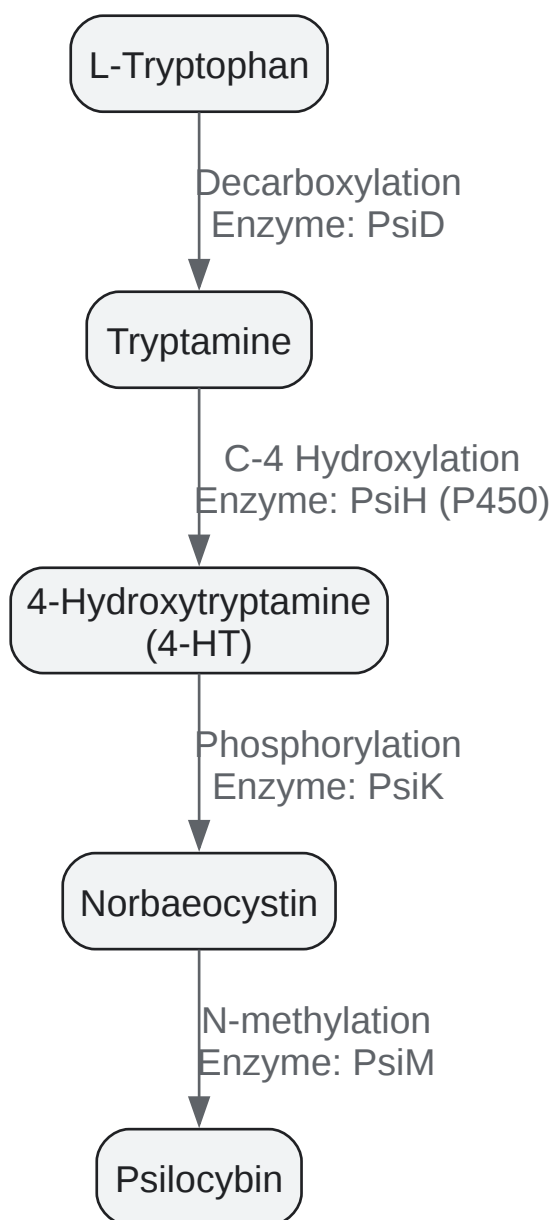 L-Tryptophan
Decarboxylation
Enzyme: PsiD
Tryptamine
C-4 Hydroxylation
Enzyme: PsiH (P450)
4-Hydroxytryptamine
(4-HT)
Phosphorylation
Enzyme: PsiK
Norbaeocystin
N-methylation
Enzyme: PsiM
Psilocybin